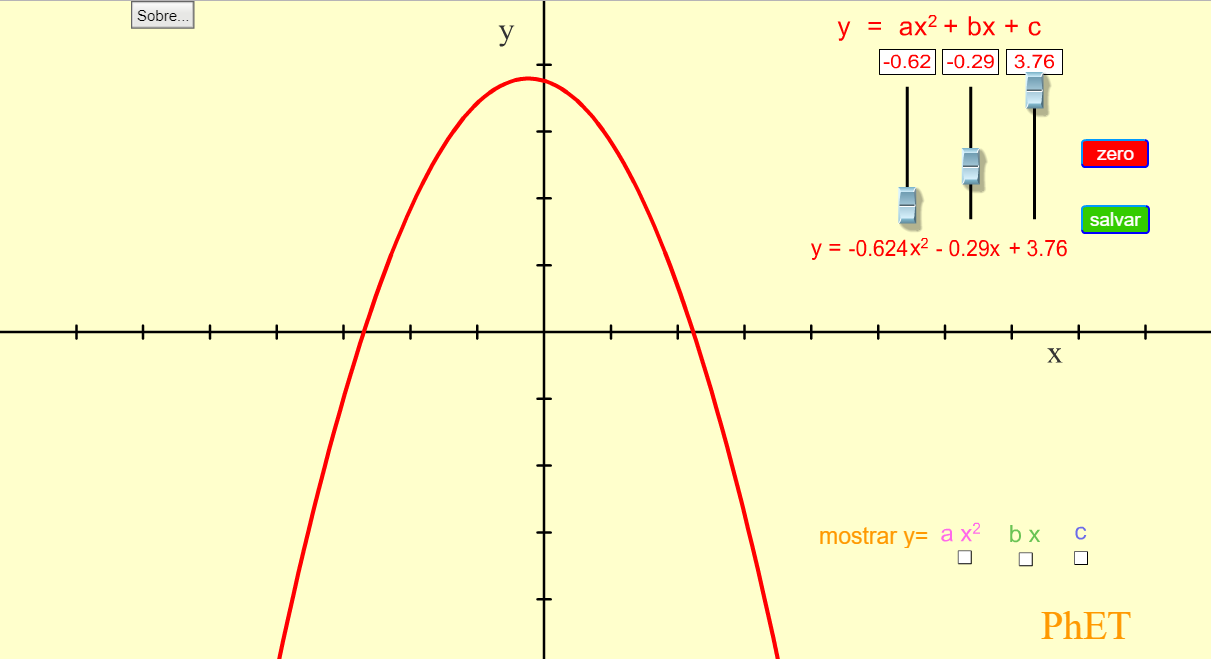 Sobre...
y
y = ax² + bx + c
-0.62 -0.29 3.76
zero
salvar
y = -0.624x² - 0.29x + 3.76
x
mostrar y= a x² b x c
PhET